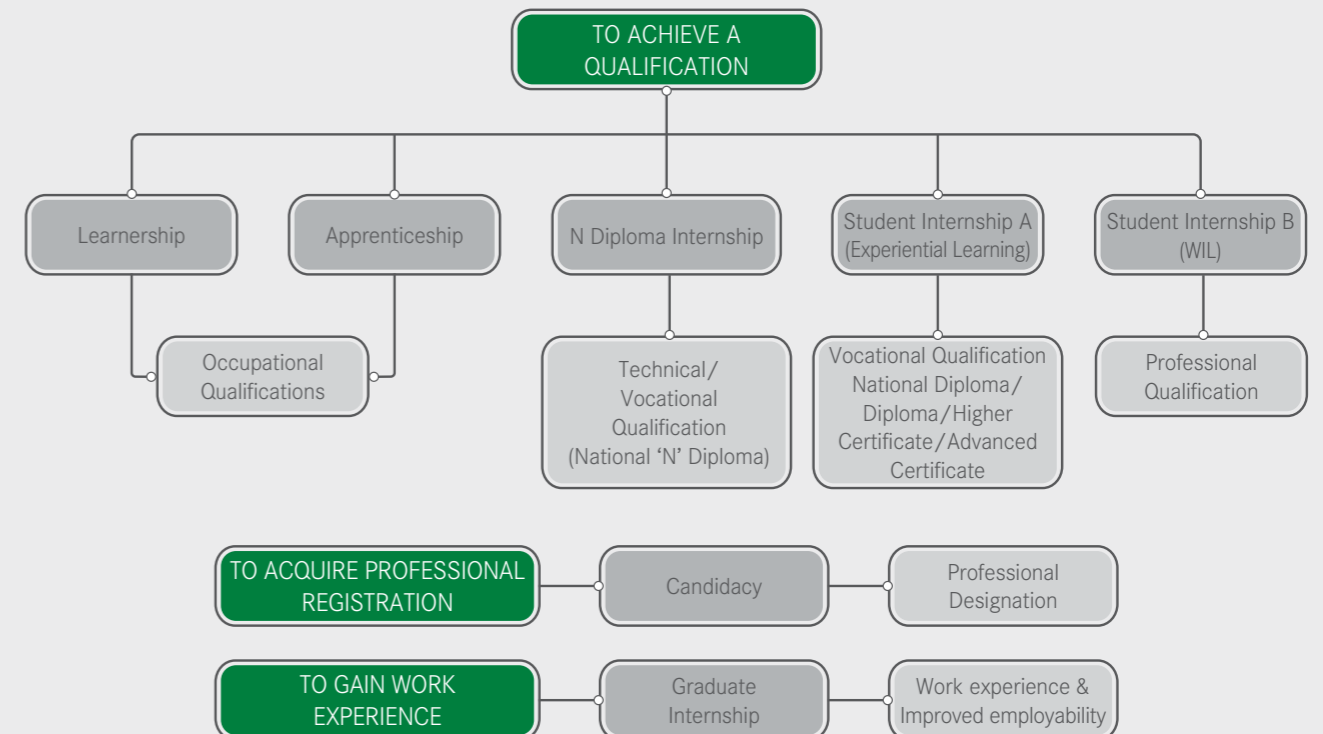 TO ACHIEVE A
QUALIFICATION
Learnership
Apprenticeship
N Diploma Internship
Student Internship A
(Experiential Learning)
Student Internship B
(WIL)
Occupational
Qualifications
Technical/
Vocational
Qualification
(National ‘N’ Diploma)
Vocational Qualification
National Diploma/
Diploma/Higher
Certificate/Advanced
Certificate
Professional
Qualification
TO ACQUIRE PROFESSIONAL
REGISTRATION
Candidacy
Professional
Designation
TO GAIN WORK
EXPERIENCE
Graduate
Internship
Work experience &
Improved employability